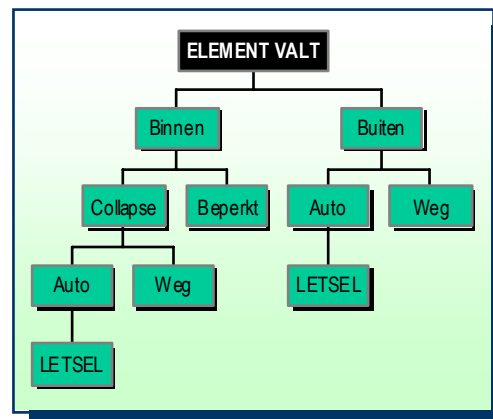 ELEMENT VALT
Binnen
Buiten
Collapse
Beperkt
Auto
Weg
Auto
Weg
LETSEL
LETSEL